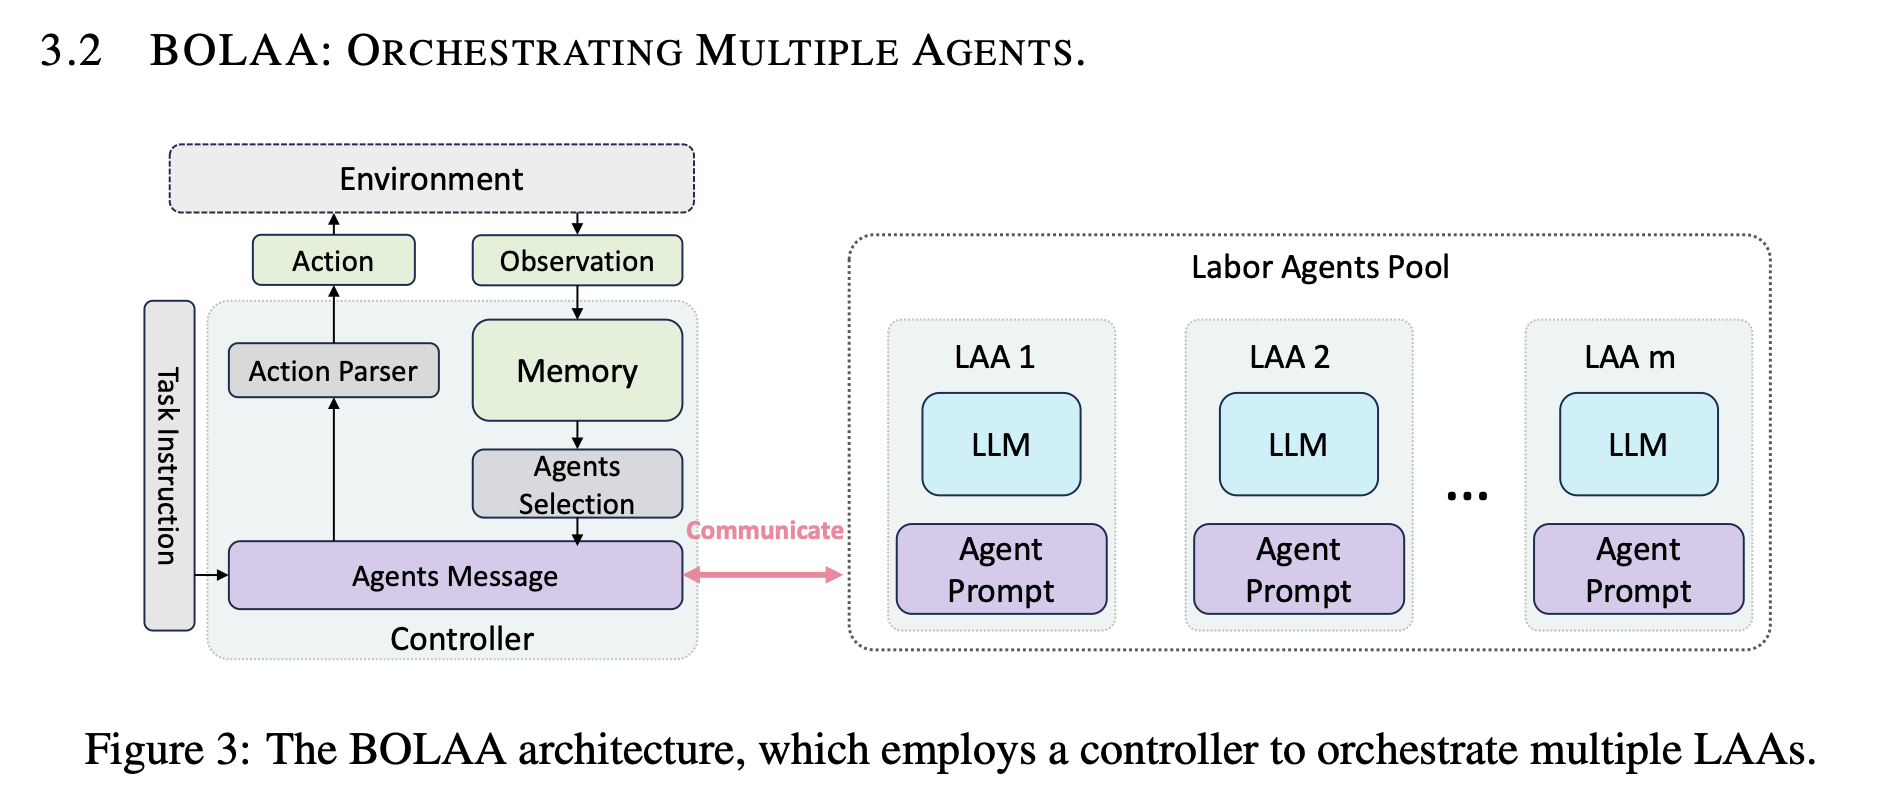 3.2 BOLAA: ORCHESTRATING MULTIPLE AGENTS.
Environment
Action
Observation
Task Instruction
Action Parser
Memory
Agents
Selection
Agents Message
Controller
Communicate
Labor Agents Pool
LAA 1
LLM
Agent
Prompt
LAA 2
LLM
Agent
Prompt
...
LAA m
LLM
Agent
Prompt
Figure 3: The BOLAA architecture, which employs a controller to orchestrate multiple LAAs.